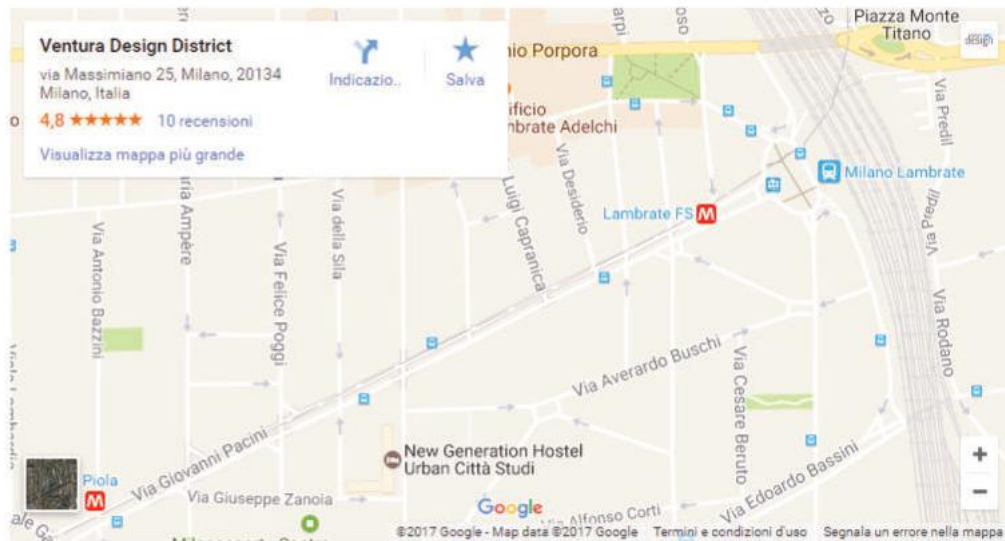 Ventura Design District
via Massimiano 25, Milano, 20134
Milano, Italia
4,8 ★★★★★ 10 recensioni
Visualizza mappa più grande
Indicazio..
Salva
Piazza Monte
Titano
design
nio Porpora
ificio
nbrate Adelchi
Via Predil
Via Predil
Milano Lambrate
Lambrate FS
M
Via Desiderio
Luigi Capranica
Via della Sila
Via Felice Poggi
aria Ampère
Via Antonio Bazzini
Via Rodano
Via Averardo Buschi
Via Cesare Beruto
New Generation Hostel
Urban Città Studi
Via Giovanni Pacini
Piola
M
Via Giuseppe Zanoia
Via Edoardo Bassini
Via Alfonso Corti
Google
+
−
©2017 Google - Map data ©2017 Google Termini e condizioni d'uso Segnala un errore nella mappa